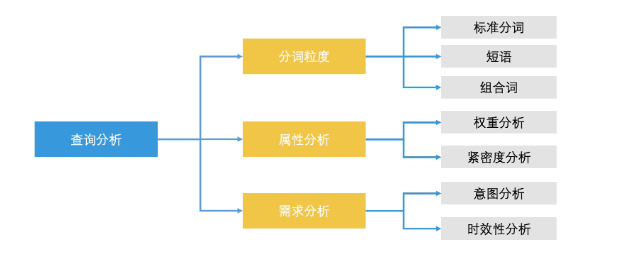 查询分析
分词粒度
标准分词
短语
组合词
属性分析
权重分析
紧密度分析
需求分析
意图分析
时效性分析